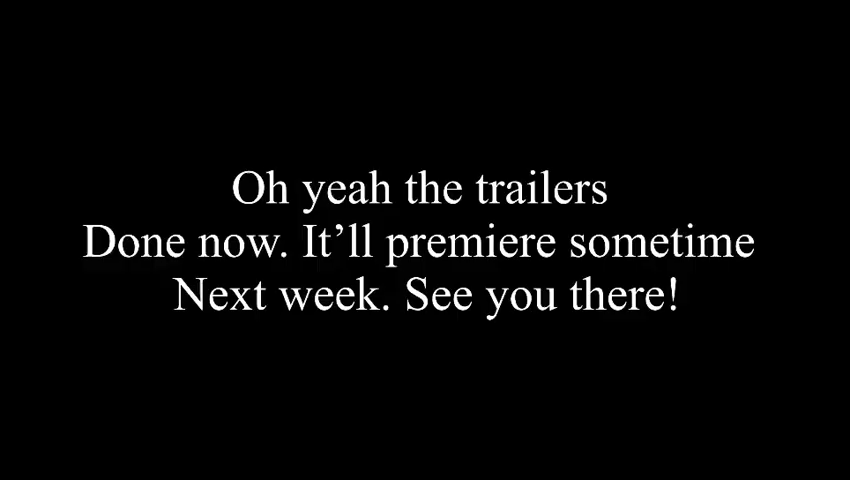 Oh yeah the trailers
Done now. It’ll premiere sometime
Next week. See you there!